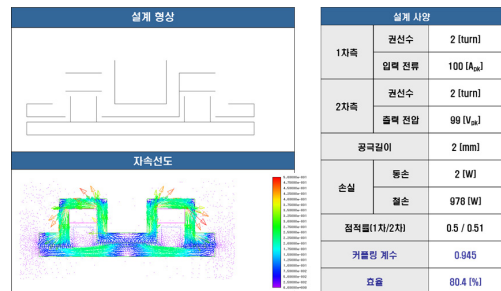 설계 형상
자속선도
설계 사양
1차측
권선수
2 [turn]
입력 전류
100 [Apk]
2차측
권선수
2 [turn]
출력 전압
99 [Vpk]
공극길이
2 [mm]
손실
동손
2 [W]
철손
978 [W]
점적률(1차/2차)
0.5 / 0.51
커플링 계수
0.945
효율
80.4 [%]